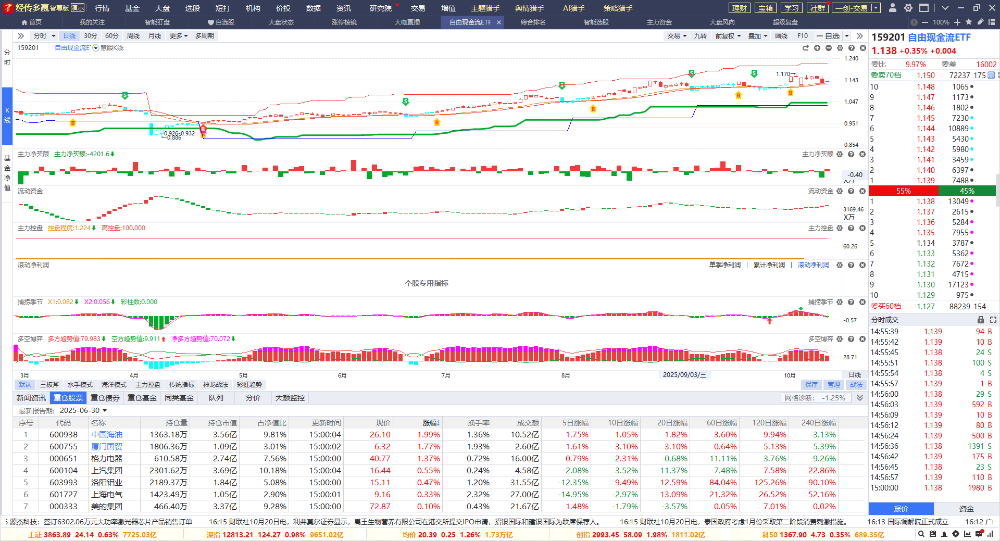 经传多赢 智尊版 演示 行情 基金 大盘 选股 短打 机构 价投 数据 资讯 研究院 交易 增值 主题猎手 舆情猎手 AI猎手 策略猎手 理财 宝箱 学习 社群 一创-交易
首页 我的关注 智能盯盘 自选股 大盘状态 涨停棱镜 大咖直播 自由现金流ETF 综合排名 智能选股 主力资金 大盘风向 超级复盘 100%
分时 日线 30分 60分 周线 月线 更多 多周期 交易 九转 前复权 叠加 画线 F10 一自选
159201 自由现金流E 慧眼K线
分时
K线
基金净值
1.240
1.143
1.047
0.951
0.854
1.170
0.926-0.932
0.886
主力净买额 主力净买额:-4201.6 主力净买额
-0.40
X万
流动资金 流动资金
3169.46
X万
主力控盘 控盘程度:1.224 高控盘:100.000 主力控盘
60.26
滚动净利润 单季净利润 累计净利润 滚动净利润
个股专用指标
捕捞季节 X1:0.082 X2:0.056 彩柱数:0.000 捕捞季节
-0.57
多空博弈 多方趋势值:79.983 空方趋势值:9.911 净多方趋势值:70.072 多空博弈
28.71
3月 4月 5月 6月 7月 8月 2025/09/03/三 10月 日线
默认 三板斧 水手模式 海洋模式 主力控盘 传统指标 神龙战法 彩虹趋势 保存 管理 战法
新闻资讯 重仓股票 重仓债券 重仓基金 同类基金 队列 分价 大额监控 网格诊断: -1.25%
最新报告期: 2025-06-30
序号 代码 名称 持仓量 持仓市值 占净值比 更新时间 现价 涨幅↓ 换手率 成交额 5日涨幅 10日涨幅 20日涨幅 60日涨幅 120日涨幅 240日涨幅
1 600938 中国海油 1363.18万 3.56亿 9.81% 15:00:04 26.10 1.99% 1.36% 10.52亿 1.75% 1.05% 1.82% 3.60% 9.94% -3.13%
2 600755 厦门国贸 1806.36万 1.09亿 3.01% 15:00:02 6.32 1.77% 1.93% 2.60亿 1.61% 3.10% 3.10% 0.64% 5.13% -5.39%
3 000651 格力电器 610.58万 2.74亿 7.56% 15:00:00 40.77 1.37% 0.72% 16.00亿 0.79% 2.31% -0.68% -11.11% -3.76% -9.26%
4 600104 上汽集团 2301.62万 3.69亿 10.18% 15:00:04 16.44 0.55% 0.24% 4.58亿 -2.08% -3.52% -11.37% -7.48% 7.58% 22.86%
5 603993 洛阳钼业 2189.37万 1.84亿 5.08% 15:00:00 15.11 0.47% 1.20% 31.55亿 -12.35% 9.49% 12.59% 84.04% 125.26% 90.10%
6 601727 上海电气 1423.49万 1.05亿 2.90% 15:00:01 9.16 0.33% 2.32% 27.00亿 -14.95% -2.97% 13.09% 21.32% 26.52% 52.16%
7 000333 美的集团 466.40万 3.37亿 9.28% 15:00:00 72.87 0.10% 0.43% 21.67亿 1.48% -1.79% -3.57% 0.05% 7.01% 0.02%
159201 自由现金流ETF
1.138 +0.35% +0.004
委比 9.97% 委差 16002
委卖70档 1.150 72237 175
10 1.148 1065
9 1.147 1173
8 1.146 1802
7 1.145 7230
6 1.144 10889
5 1.143 5430
4 1.142 5980
3 1.141 3459
2 1.140 6397
1 1.139 7488
55% 45%
1 1.138 13049
2 1.137 2615
3 1.136 5284
4 1.135 7955
5 1.134 3787
6 1.133 5362
7 1.132 7672
8 1.131 4715
9 1.130 17123
10 1.129 975
委买60档 1.127 88239 154
分时成交
14:55:39 1.139 94 B
14:55:42 1.139 10 B
14:55:45 1.138 24 S
14:55:51 1.138 100 S
14:55:54 1.138 4 S
14:55:57 1.139 1 B
14:56:00 1.138 29 S
14:56:03 1.139 592 B
14:56:09 1.139 10 B
14:56:12 1.139 80 B
14:56:24 1.139 500 B
14:56:36 1.138 1391 S
14:56:42 1.139 175 B
14:56:45 1.138 23 S
14:56:57 1.139 110 B
15:00:00 1.138 1980 B
报价 资金
源杰科技：签订6302.06万元大功率激光器芯片产品销售订单 16:15 财联社10月20日电，利弗莫尔证券显示，禹王生物营养有限公司在港交所提交IPO申请，招银国际和建银国际为联席保荐人。 16:15 财联社10月20日电，泰国政府考虑1月份采取第二阶段消费刺激措施。 16:13 国际调解院正式成立 16:12
上证 3863.89 24.14 0.63% 7725.03亿 深指 12813.21 124.27 0.98% 9651.02亿 均价 20.39 0.25 1.26% 1.73万亿 创指 2993.45 58.09 1.98% 1811.02亿 科50 1367.90 4.73 0.35% 689.35亿